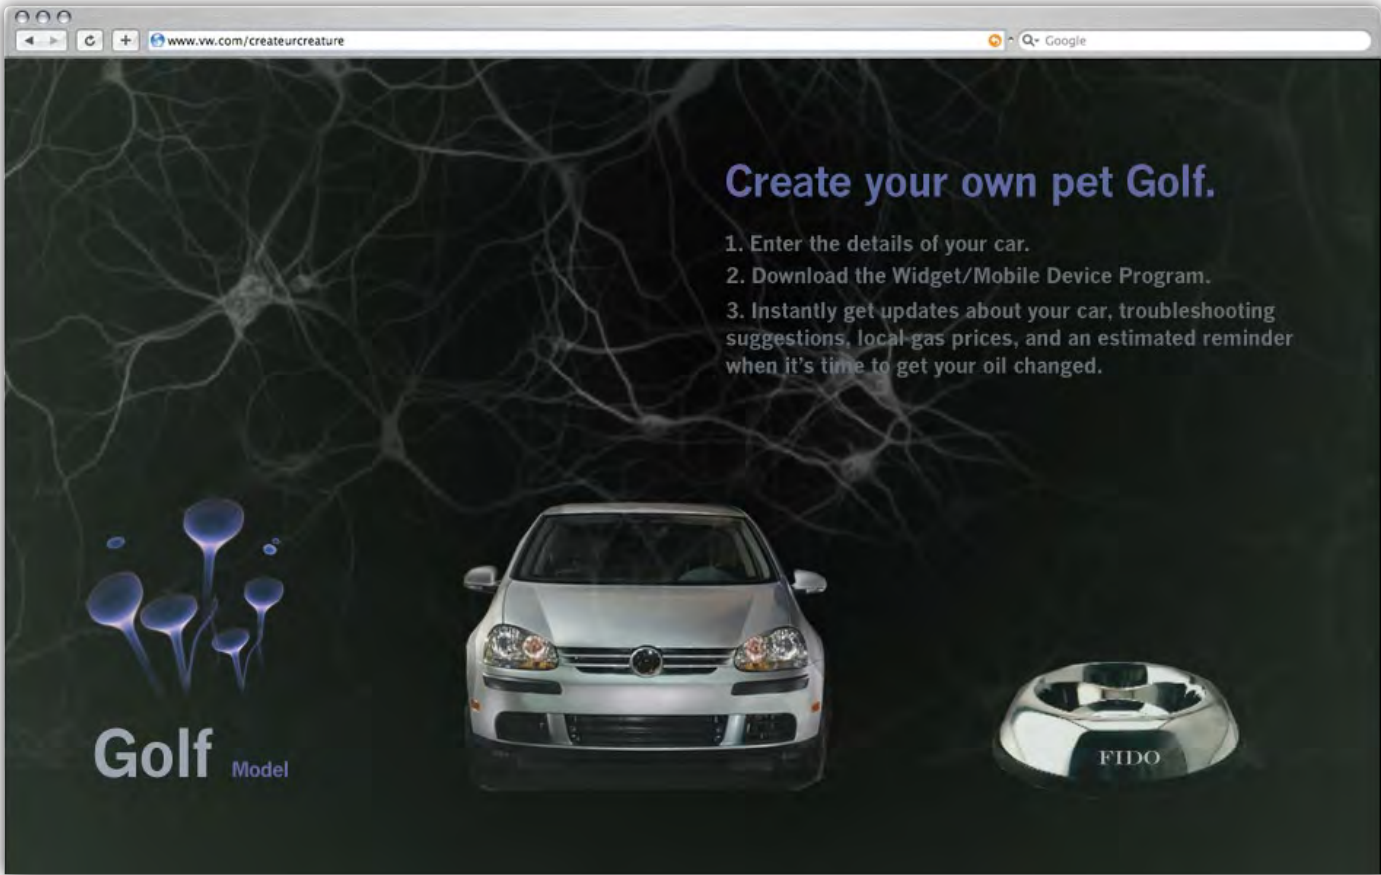 www.vw.com/createurcreature
Google
Create your own pet Golf.
1. Enter the details of your car.
2. Download the Widget/Mobile Device Program.
3. Instantly get updates about your car, troubleshooting
suggestions, local gas prices, and an estimated reminder
when it's time to get your oil changed.
Golf Model
FIDO